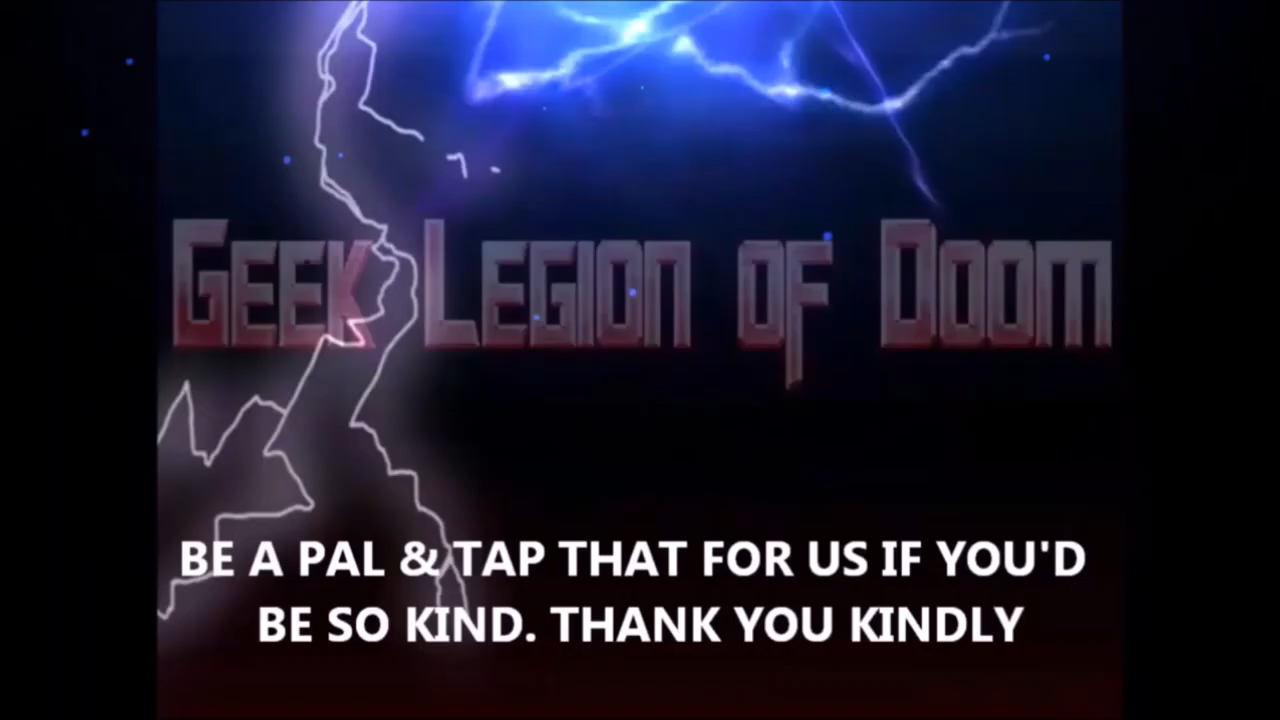 GEEK LEGION OF DOOM
BE A PAL & TAP THAT FOR US IF YOU'D
BE SO KIND. THANK YOU KINDLY